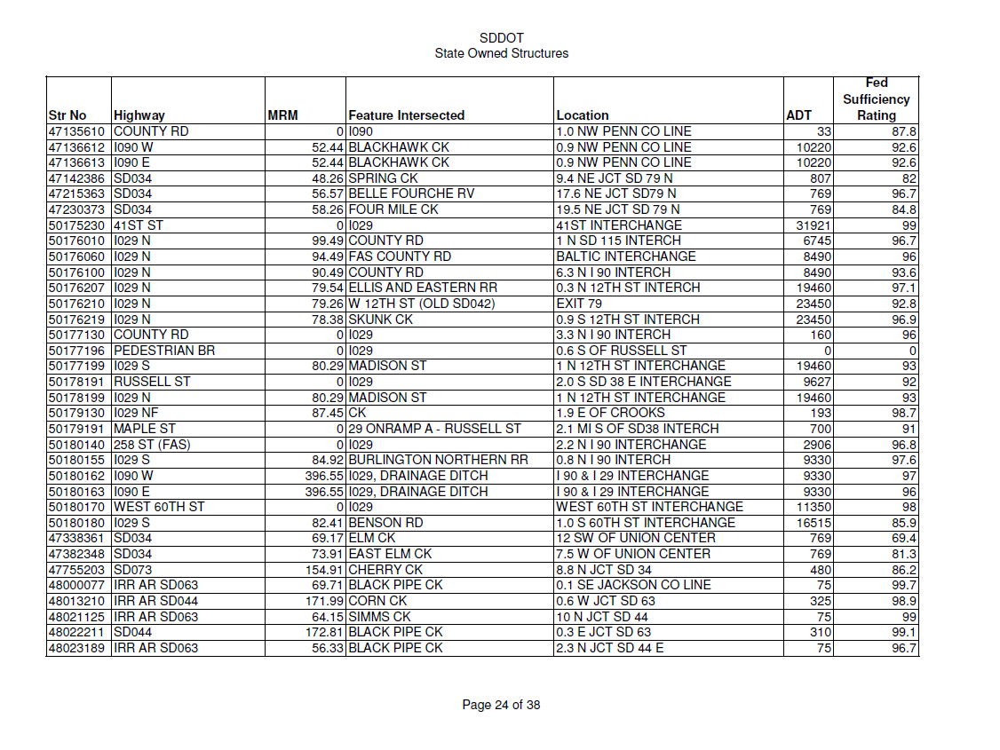 SDDOT
State Owned Structures
Str No Highway MRM Feature Intersected Location ADT Fed Sufficiency Rating
47135610 COUNTY RD 0 I090 1.0 NW PENN CO LINE 33 87.8
47136612 I090 W 52.44 BLACKHAWK CK 0.9 NW PENN CO LINE 10220 92.6
47136613 I090 E 52.44 BLACKHAWK CK 0.9 NW PENN CO LINE 10220 92.6
47142386 SD034 48.26 SPRING CK 9.4 NE JCT SD 79 N 807 82
47215363 SD034 56.57 BELLE FOURCHE RV 17.6 NE JCT SD79 N 769 96.7
47230373 SD034 58.26 FOUR MILE CK 19.5 NE JCT SD 79 N 769 84.8
50175230 41ST ST 0 I029 41ST INTERCHANGE 31921 99
50176010 I029 N 99.49 COUNTY RD 1 N SD 115 INTERCH 6745 96.7
50176060 I029 N 94.49 FAS COUNTY RD BALTIC INTERCHANGE 8490 96
50176100 I029 N 90.49 COUNTY RD 6.3 N I 90 INTERCH 8490 93.6
50176207 I029 N 79.54 ELLIS AND EASTERN RR 0.3 N 12TH ST INTERCH 19460 97.1
50176210 I029 N 79.26 W 12TH ST (OLD SD042) EXIT 79 23450 92.8
50176219 I029 N 78.38 SKUNK CK 0.9 S 12TH ST INTERCH 23450 96.9
50177130 COUNTY RD 0 I029 3.3 N I 90 INTERCH 160 96
50177196 PEDESTRIAN BR 0 I029 0.6 S OF RUSSELL ST 0 0
50177199 I029 S 80.29 MADISON ST 1 N 12TH ST INTERCHANGE 19460 93
50178191 RUSSELL ST 0 I029 2.0 S SD 38 E INTERCHANGE 9627 92
50178199 I029 N 80.29 MADISON ST 1 N 12TH ST INTERCHANGE 19460 93
50179130 I029 NF 87.45 CK 1.9 E OF CROOKS 193 98.7
50179191 MAPLE ST 0 29 ONRAMP A - RUSSELL ST 2.1 MI S OF SD38 INTERCH 700 91
50180140 258 ST (FAS) 0 I029 2.2 N I 90 INTERCHANGE 2906 96.8
50180155 I029 S 84.92 BURLINGTON NORTHERN RR 0.8 N I 90 INTERCH 9330 97.6
50180162 I090 W 396.55 I029, DRAINAGE DITCH I 90 & I 29 INTERCHANGE 9330 97
50180163 I090 E 396.55 I029, DRAINAGE DITCH I 90 & I 29 INTERCHANGE 9330 96
50180170 WEST 60TH ST 0 I029 WEST 60TH ST INTERCHANGE 11350 98
50180180 I029 S 82.41 BENSON RD 1.0 S 60TH ST INTERCHANGE 16515 85.9
47338361 SD034 69.17 ELM CK 12 SW OF UNION CENTER 769 69.4
47382348 SD034 73.91 EAST ELM CK 7.5 W OF UNION CENTER 769 81.3
47755203 SD073 154.91 CHERRY CK 8.8 N JCT SD 34 480 86.2
48000077 IRR AR SD063 69.71 BLACK PIPE CK 0.1 SE JACKSON CO LINE 75 99.7
48013210 IRR AR SD044 171.99 CORN CK 0.6 W JCT SD 63 325 98.9
48021125 IRR AR SD063 64.15 SIMMS CK 10 N JCT SD 44 75 99
48022211 SD044 172.81 BLACK PIPE CK 0.3 E JCT SD 63 310 99.1
48023189 IRR AR SD063 56.33 BLACK PIPE CK 2.3 N JCT SD 44 E 75 96.7
Page 24 of 38